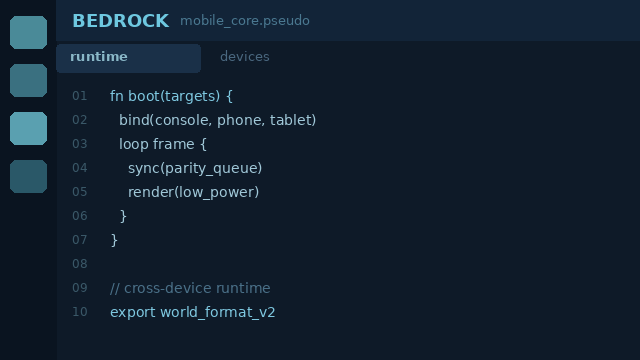 BEDROCK mobile_core.pseudo
runtime devices
01 fn boot(targets) {
02 bind(console, phone, tablet)
03 loop frame {
04 sync(parity_queue)
05 render(low_power)
06 }
07 }
08
09 // cross-device runtime
10 export world_format_v2